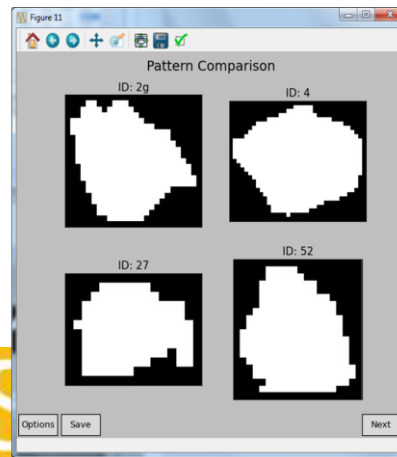 Figure 11
Pattern Comparison
ID: 2g
ID: 4
ID: 27
ID: 52
Options
Save
Next